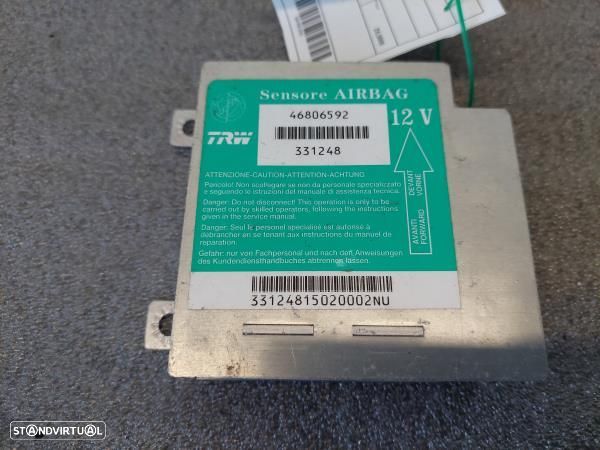 Sensore AIRBAG
46806592
12 V
TRW
331248
ATTENZIONE-CAUTION-ATTENTION-ACHTUNG
Pericolo! Non scollegare se non da personale specializzato
e seguendo le istruzioni del manuale di assistenza tecnica.
Danger: Do not disconnect! This operation is only to be
carried out by skilled operators, following the instructions
given in the service manual.
Danger: Seul le personel spécialisé est autorisé à
débrancher en se tenant aux instructions du manuel de
reparation.
Gefahr: nur von Fachpersonal und nach den Anweisungen
des Kundendiensthandbuches abtrennen lassen.
AVANTI DEVANT
FORWARD VORNE
33124815020002NU
STANDVIRTUAL